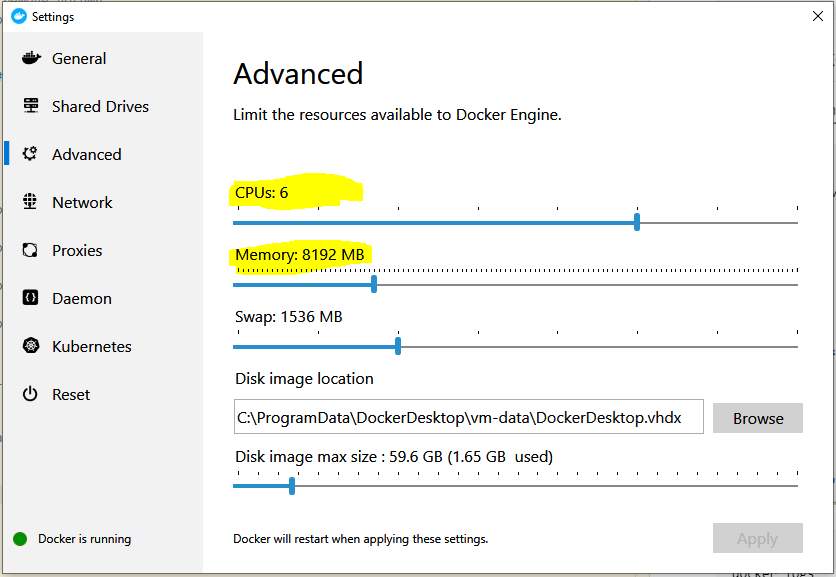 Settings
General
Shared Drives
Advanced
Network
Proxies
Daemon
Kubernetes
Reset
Docker is running
Advanced
Limit the resources available to Docker Engine.
CPUs: 6
Memory: 8192 MB
Swap: 1536 MB
Disk image location
C:\ProgramData\DockerDesktop\vm-data\DockerDesktop.vhdx
Browse
Disk image max size : 59.6 GB (1.65 GB  used)
Docker will restart when applying these settings.
Apply